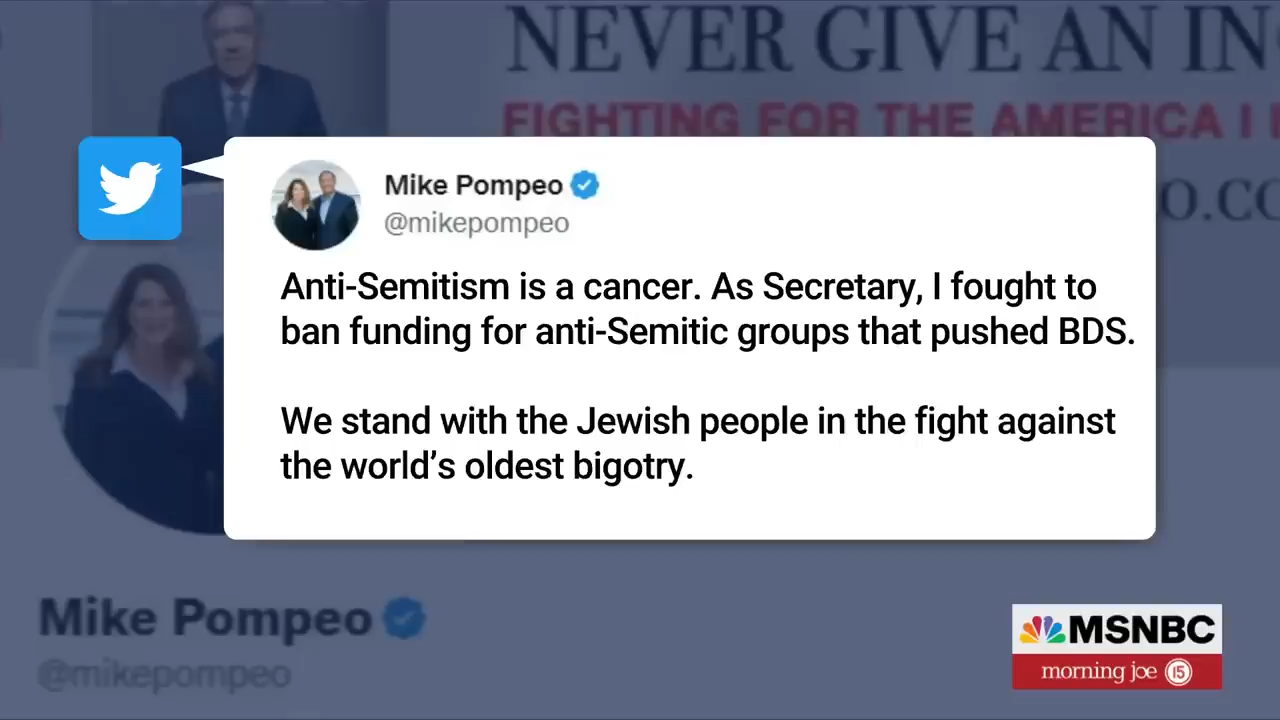 NEVER GIVE AN IN
FIGHTING FOR THE AMERICA I
O.CO
Mike Pompeo
@mikepompeo
Anti-Semitism is a cancer. As Secretary, I fought to
ban funding for anti-Semitic groups that pushed BDS.
We stand with the Jewish people in the fight against
the world’s oldest bigotry.
Mike Pompeo
@mikepompeo
MSNBC
morning joe 15